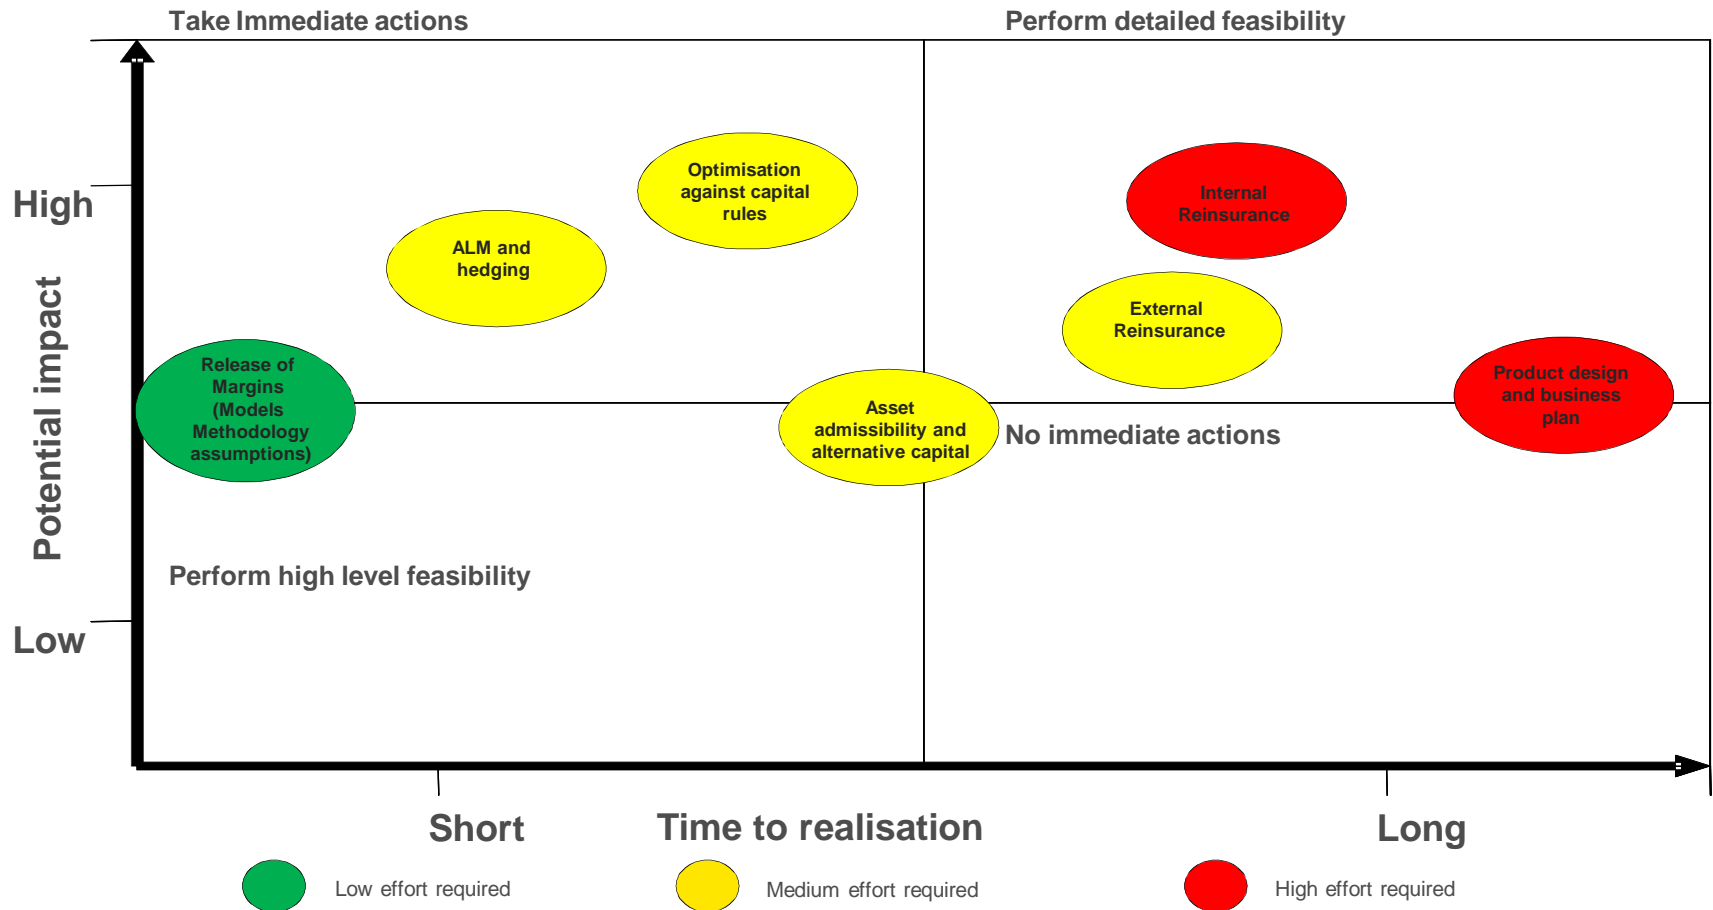 Take Immediate actions
Perform detailed feasibility
Optimisation
against capital
rules
Internal
Reinsurance
High
ALM and
hedging
External
Reinsurance
Potential impact
Release of
Margins
(Models
Methodology
assumptions)
Product design
and business
plan
Asset
admissibility and
alternative capital
No immediate actions
Perform high level feasibility
Low
Short
Time to realisation
Long
Low effort required
Medium effort required
High effort required